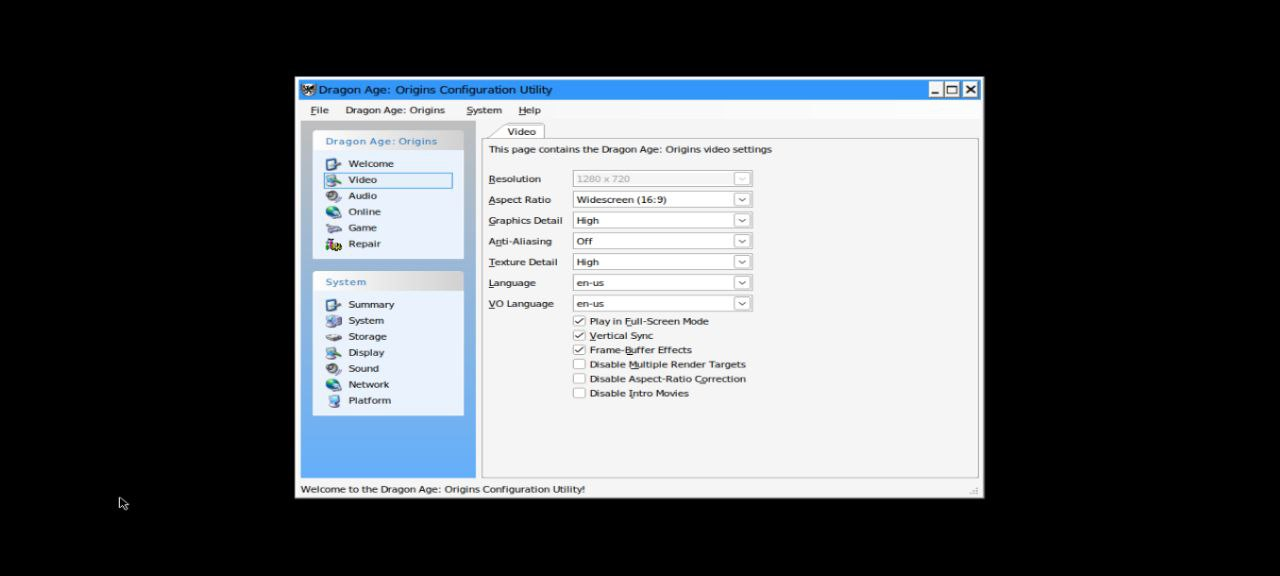 Dragon Age: Origins Configuration Utility
File Dragon Age: Origins System Help
Dragon Age: Origins
Welcome
Video
Audio
Online
Game
Repair
System
Summary
System
Storage
Display
Sound
Network
Platform
Video
This page contains the Dragon Age: Origins video settings
Resolution 1280 x 720
Aspect Ratio Widescreen (16:9)
Graphics Detail High
Anti-Aliasing Off
Texture Detail High
Language en-us
VO Language en-us
Play in Full-Screen Mode
Vertical Sync
Frame-Buffer Effects
Disable Multiple Render Targets
Disable Aspect-Ratio Correction
Disable Intro Movies
Welcome to the Dragon Age: Origins Configuration Utility!